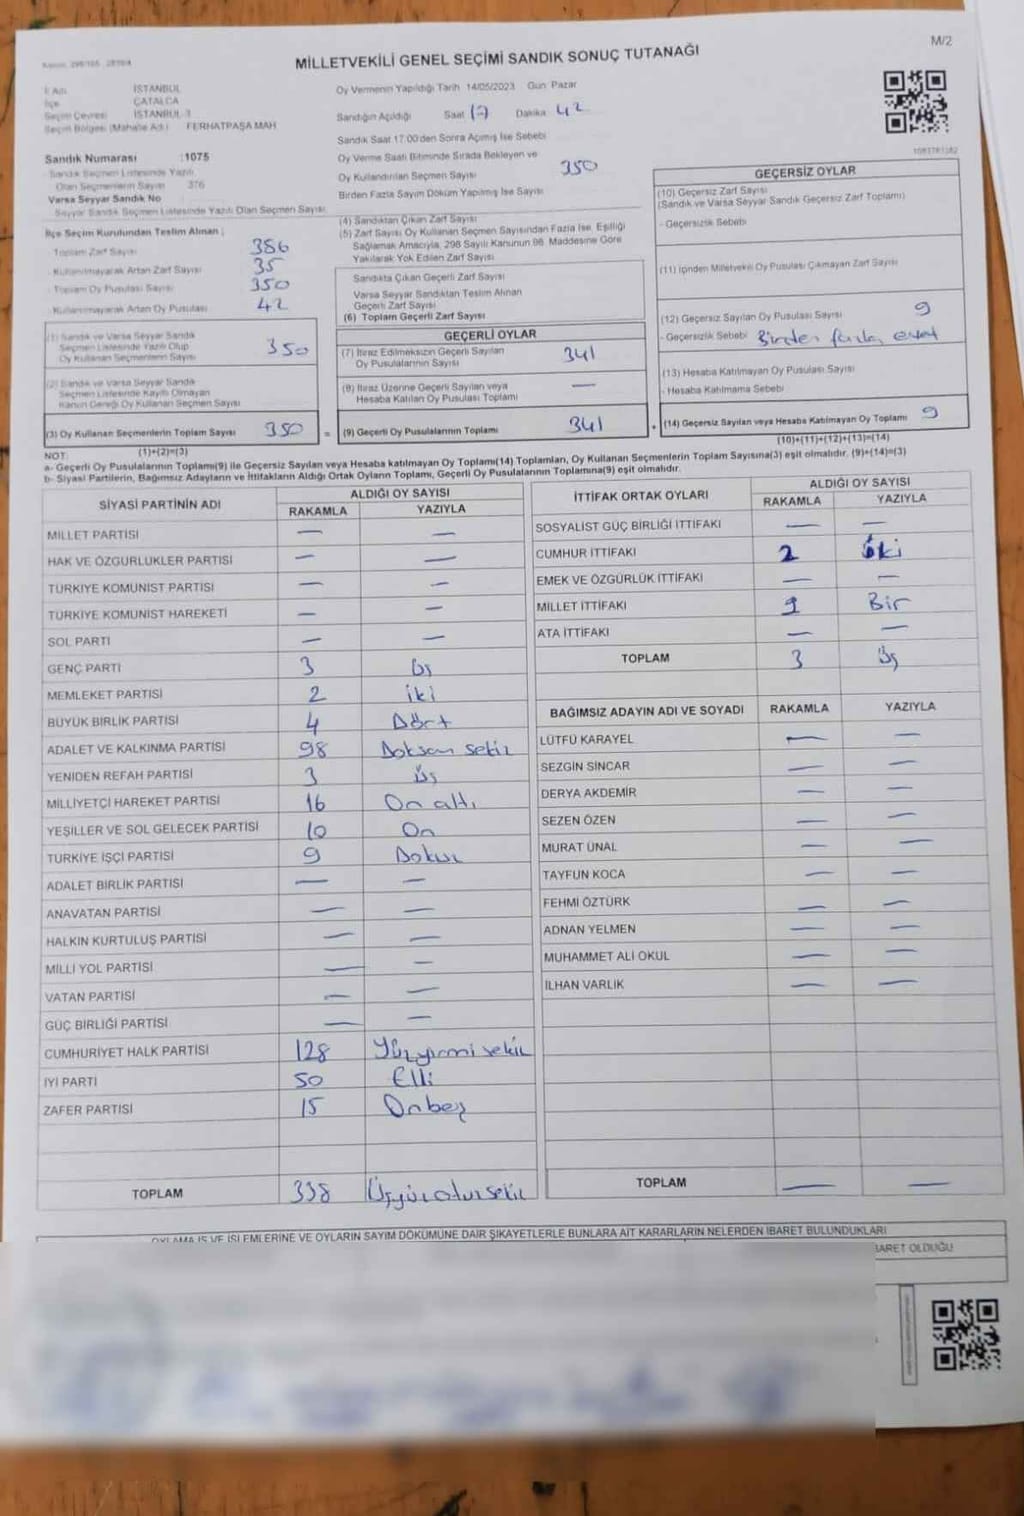 M/2
MİLLETVEKİLİ GENEL SEÇİMİ SANDIK SONUÇ TUTANAĞI
İl Adı İSTANBUL
İlçe ÇATALCA
Seçim Çevresi İSTANBUL 3
Seçim Bölgesi (Mahalle Adı) FERHATPAŞA MAH
Sandık Numarası :1075
Sandık Seçmen Listesinde Yazılı
Olan Seçmenlerin Sayısı 376
Varsa Seyyar Sandık No
Seyyar Sandık Seçmen Listesinde Yazılı Olan Seçmen Sayısı
İlçe Seçim Kurulundan Teslim Alınan ;
Toplam Zarf Sayısı 386
Kullanılmayarak Artan Zarf Sayısı 35
Toplam Oy Pusulası Sayısı 350
Kullanılmayarak Artan Oy Pusulası 42
(1) Sandık ve Varsa Seyyar Sandık
Seçmen Listesinde Yazılı Olup
Oy Kullanan Seçmenlerin Sayısı 350
(2) Sandık ve Varsa Seyyar Sandık
Seçmen Listesinde Kayıtlı Olmayan
Kanun Gereği Oy Kullanan Seçmen Sayısı
(3) Oy Kullanan Seçmenlerin Toplam Sayısı 350 =
(1)+(2)=(3)
Oy Vermenin Yapıldığı Tarih 14/05/2023 Gün Pazar
Sandığın Açıldığı Saat 17 Dakika 42
Sandık Saat 17:00'den Sonra Açılmış İse Sebebi
Oy Verme Saati Bitiminde Sırada Bekleyen ve
Oy Kullandırılan Seçmen Sayısı 350
Birden Fazla Sayım Döküm Yapılmış İse Sayısı
(4) Sandıktan Çıkan Zarf Sayısı
(5) Zarf Sayısı Oy Kullanan Seçmen Sayısından Fazla İse, Eşitliği
Sağlamak Amacıyla, 298 Sayılı Kanunun 98. Maddesine Göre
Yakılarak Yok Edilen Zarf Sayısı
Sandıkta Çıkan Geçerli Zarf Sayısı
Varsa Seyyar Sandıktan Teslim Alınan
Geçerli Zarf Sayısı
(6) Toplam Geçerli Zarf Sayısı
GEÇERLİ OYLAR
(7) İtiraz Edilmeksizin Geçerli Sayılan
Oy Pusulalarının Sayısı 341
(8) İtiraz Üzerine Geçerli Sayılan veya
Hesaba Katılan Oy Pusulası Toplamı —
(9) Geçerli Oy Pusulalarının Toplamı 341 +
GEÇERSİZ OYLAR
(10) Geçersiz Zarf Sayısı
(Sandık ve Varsa Seyyar Sandık Geçersiz Zarf Toplamı)
- Geçersizlik Sebebi
(11) İçinden Milletvekili Oy Pusulası Çıkmayan Zarf Sayısı
(12) Geçersiz Sayılan Oy Pusulası Sayısı 9
- Geçersizlik Sebebi Birden fazla evet
(13) Hesaba Katılmayan Oy Pusulası Sayısı
- Hesaba Katılmama Sebebi
(14) Geçersiz Sayılan veya Hesaba Katılmayan Oy Toplamı 9
(10)+(11)+(12)+(13)=(14)
NOT:
a- Geçerli Oy Pusulalarının Toplamı(9) ile Geçersiz Sayılan veya Hesaba katılmayan Oy Toplamı(14) Toplamları, Oy Kullanan Seçmenlerin Toplam Sayısına(3) eşit olmalıdır. (9)+(14)=(3)
b- Siyasi Partilerin, Bağımsız Adayların ve İttifakların Aldığı Ortak Oyların Toplamı, Geçerli Oy Pusulalarının Toplamına(9) eşit olmalıdır.
SİYASİ PARTİNİN ADI ALDIĞI OY SAYISI
RAKAMLA YAZIYLA
MİLLET PARTİSİ — —
HAK VE ÖZGÜRLÜKLER PARTİSİ — —
TÜRKİYE KOMÜNİST PARTİSİ — —
TÜRKİYE KOMÜNİST HAREKETİ — —
SOL PARTİ — —
GENÇ PARTİ 3 Üç
MEMLEKET PARTİSİ 2 iki
BÜYÜK BİRLİK PARTİSİ 4 Dört
ADALET VE KALKINMA PARTİSİ 98 Doksan sekiz
YENİDEN REFAH PARTİSİ 3 Üç
MİLLİYETÇİ HAREKET PARTİSİ 16 On altı
YEŞİLLER VE SOL GELECEK PARTİSİ 10 On
TÜRKİYE İŞÇİ PARTİSİ 9 Dokuz
ADALET BİRLİK PARTİSİ — —
ANAVATAN PARTİSİ — —
HALKIN KURTULUŞ PARTİSİ — —
MİLLİ YOL PARTİSİ — —
VATAN PARTİSİ — —
GÜÇ BİRLİĞİ PARTİSİ — —
CUMHURİYET HALK PARTİSİ 128 Yüzyirmi sekiz
İYİ PARTİ 50 Elli
ZAFER PARTİSİ 15 Onbeş
TOPLAM 338 Üçyüzotuzsekiz
İTTİFAK ORTAK OYLARI ALDIĞI OY SAYISI
RAKAMLA YAZIYLA
SOSYALİST GÜÇ BİRLİĞİ İTTİFAKI — —
CUMHUR İTTİFAKI 2 iki
EMEK VE ÖZGÜRLÜK İTTİFAKI — —
MİLLET İTTİFAKI 1 Bir
ATA İTTİFAKI — —
TOPLAM 3 Üç
BAĞIMSIZ ADAYIN ADI VE SOYADI RAKAMLA YAZIYLA
LÜTFÜ KARAYEL — —
SEZGİN SİNCAR — —
DERYA AKDEMİR — —
SEZEN ÖZEN — —
MURAT ÜNAL — —
TAYFUN KOCA — —
FEHMİ ÖZTÜRK — —
ADNAN YELMEN — —
MUHAMMET ALİ OKUL — —
İLHAN VARLIK — —
TOPLAM — —
OYLAMA İŞ VE İŞLEMLERİNE VE OYLARIN SAYIM DÖKÜMÜNE DAİR ŞİKAYETLERLE BUNLARA AİT KARARLARIN NELERDEN İBARET BULUNDUKLARI
BARET OLDUĞU